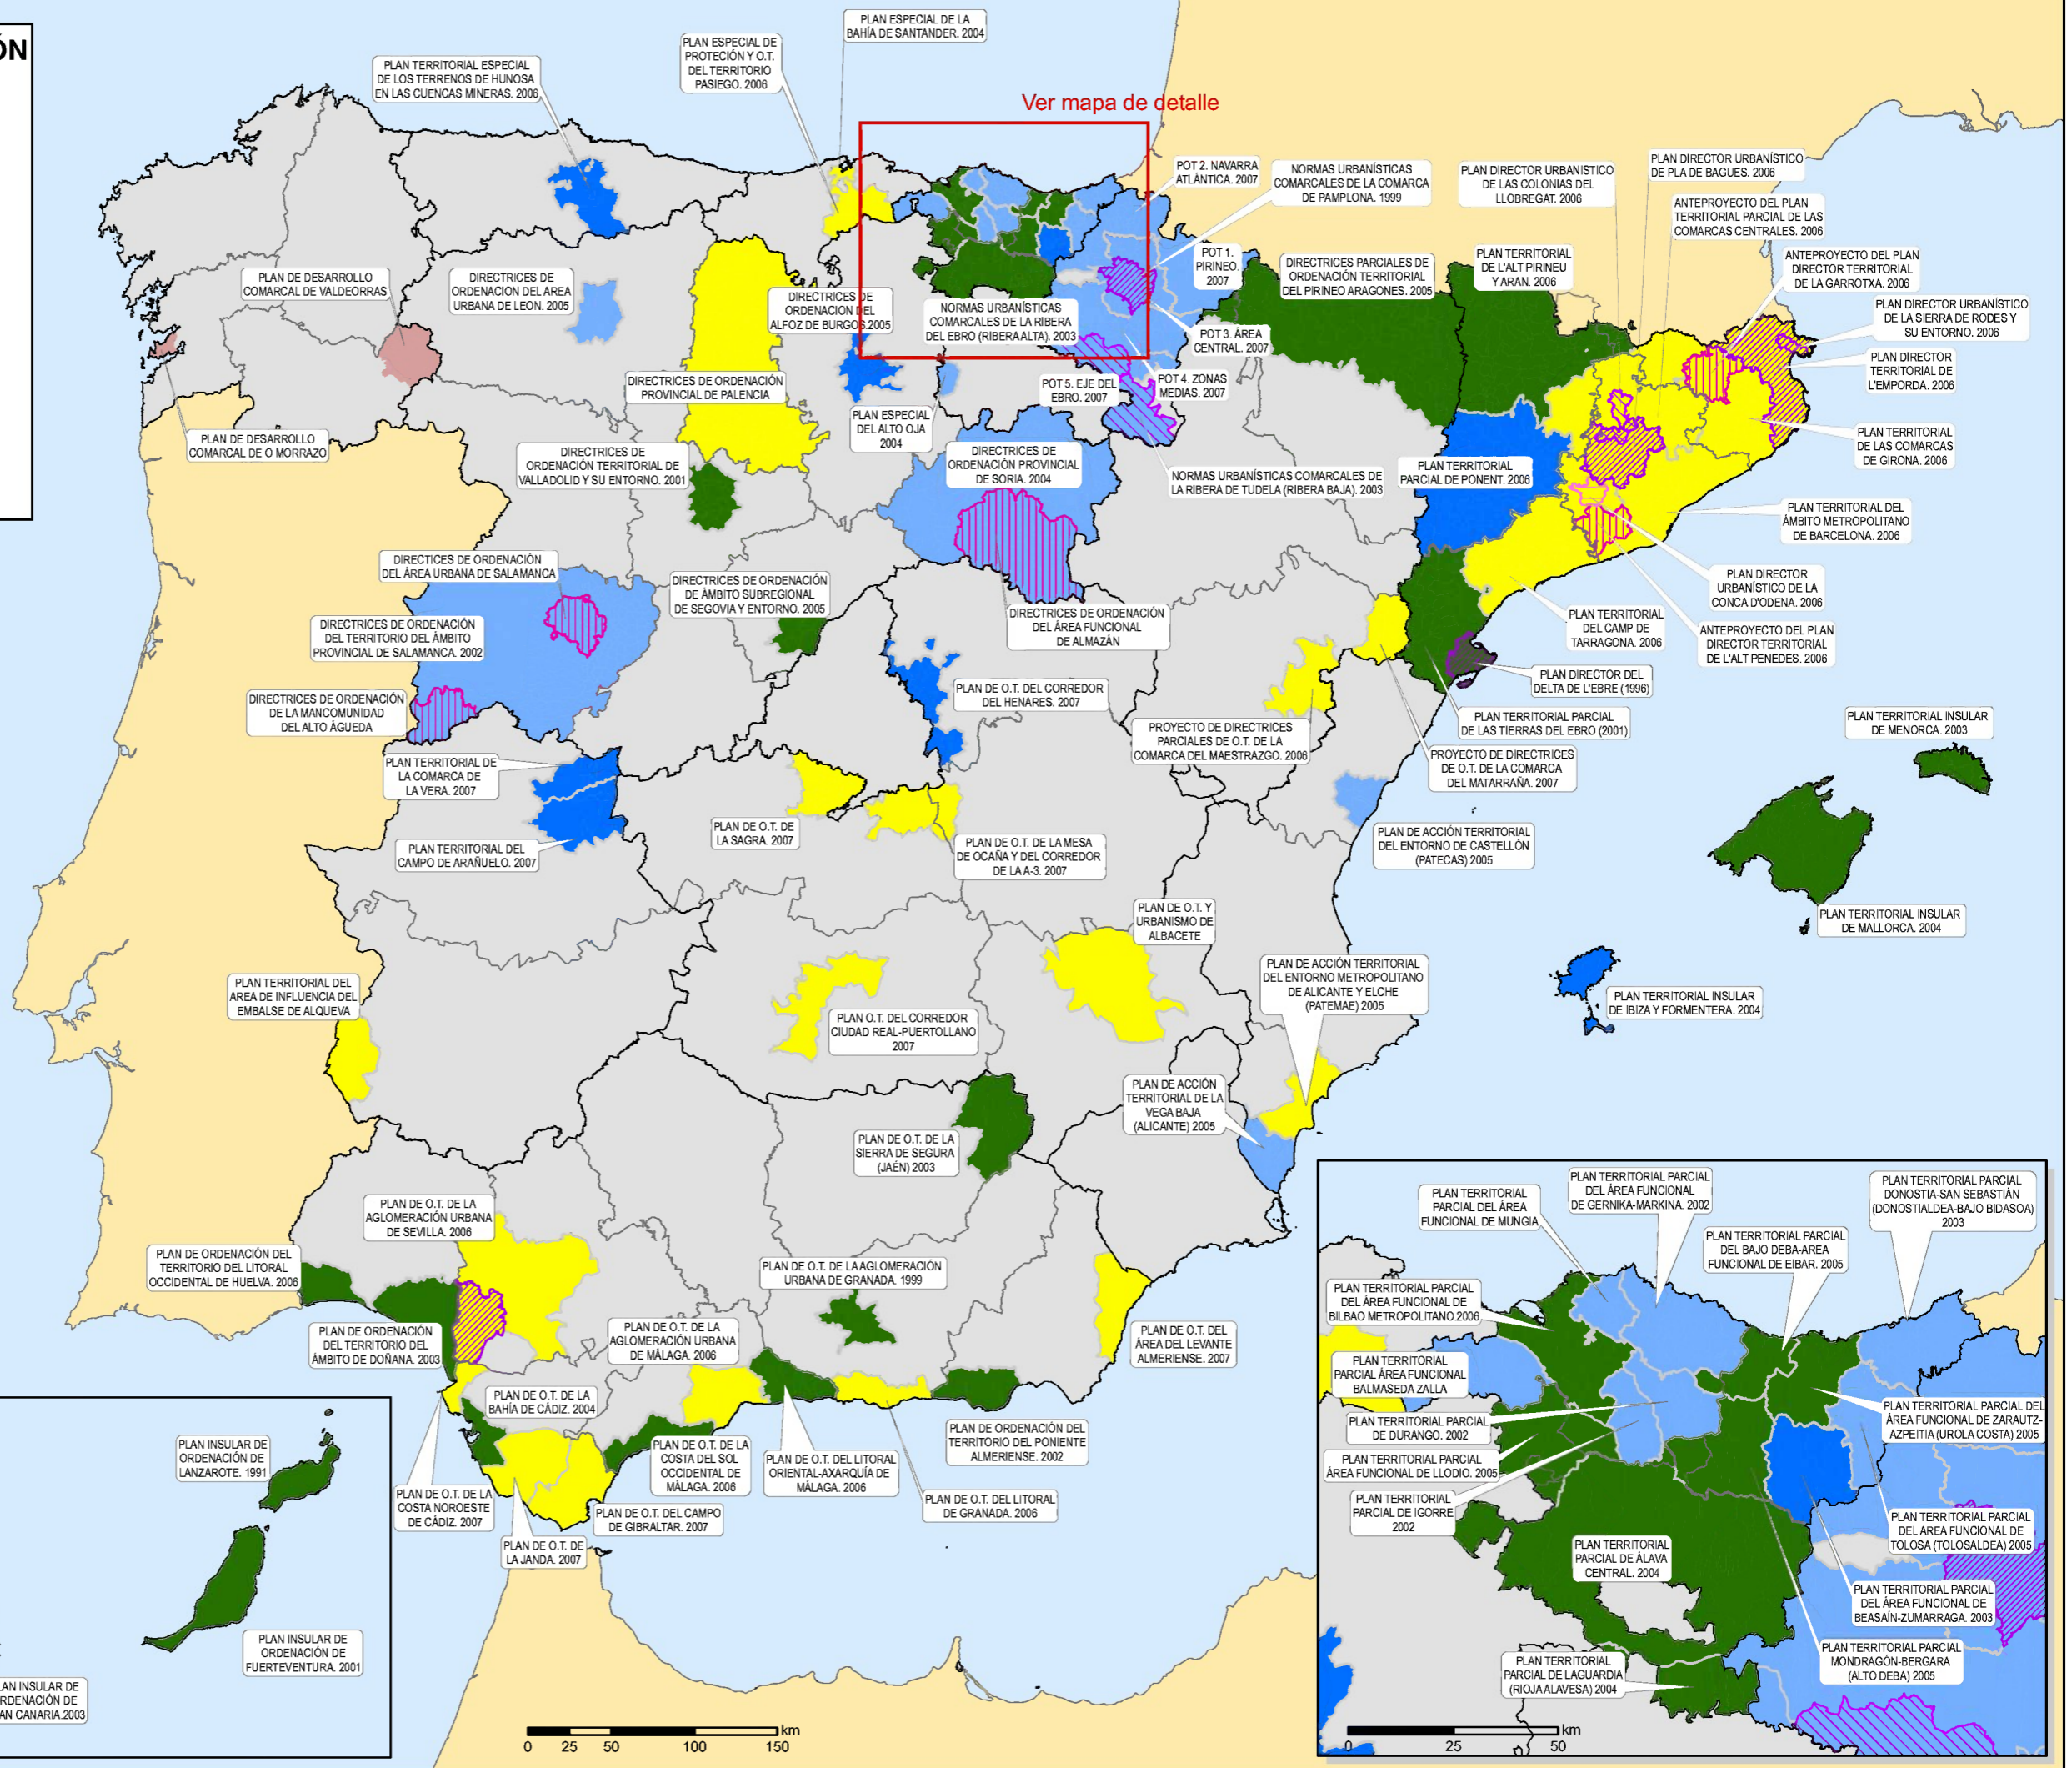 ÓN
PLAN ESPECIAL DE LA
BAHÍA DE SANTANDER. 2004
PLAN ESPECIAL DE
PROTECIÓN Y O.T.
DEL TERRITORIO
PASIEGO. 2006
PLAN TERRITORIAL ESPECIAL
DE LOS TERRENOS DE HUNOSA
EN LAS CUENCAS MINERAS. 2006
Ver mapa de detalle
POT 2. NAVARRA
ATLÁNTICA. 2007
NORMAS URBANÍSTICAS
COMARCALES DE LA COMARCA
DE PAMPLONA. 1999
PLAN DIRECTOR URBANISTICO
DE LAS COLONIAS DEL
LLOBREGAT. 2006
PLAN DIRECTOR URBANÍSTICO
DE PLA DE BAGUES. 2006
ANTEPROYECTO DEL PLAN
TERRITORIAL PARCIAL DE LAS
COMARCAS CENTRALES. 2006
PLAN DE DESARROLLO
COMARCAL DE VALDEORRAS
DIRECTRICES DE
ORDENACION DEL AREA
URBANA DE LEON. 2005
DIRECTRICES DE
ORDENACION DEL
ALFOZ DE BURGOS.2005
NORMAS URBANÍSTICAS
COMARCALES DE LA RIBERA
DEL EBRO (RIBERA ALTA). 2003
POT 1.
PIRINEO.
2007
DIRECTRICES PARCIALES DE
ORDENACIÓN TERRITORIAL
DEL PIRINEO ARAGONES. 2005
PLAN TERRITORIAL
DE L'ALT PIRINEU
Y ARAN. 2006
ANTEPROYECTO DEL PLAN
DIRECTOR TERRITORIAL
DE LA GARROTXA. 2006
PLAN DIRECTOR URBANÍSTICO
DE LA SIERRA DE RODES Y
SU ENTORNO. 2006
POT 3. ÁREA
CENTRAL. 2007
PLAN DIRECTOR
TERRITORIAL DE
L'EMPORDA. 2006
DIRECTRICES DE ORDENACIÓN
PROVINCIAL DE PALENCIA
POT 5. EJE DEL
EBRO. 2007
POT 4. ZONAS
MEDIAS. 2007
PLAN ESPECIAL
DEL ALTO OJA
2004
PLAN DE DESARROLLO
COMARCAL DE O MORRAZO
PLAN TERRITORIAL
DE LAS COMARCAS
DE GIRONA. 2006
DIRECTRICES DE
ORDENACIÓN TERRITORIAL DE
VALLADOLID Y SU ENTORNO. 2001
DIRECTRICES DE
ORDENACIÓN PROVINCIAL
DE SORIA. 2004
NORMAS URBANÍSTICAS COMARCALES DE
LA RIBERA DE TUDELA (RIBERA BAJA). 2003
PLAN TERRITORIAL
PARCIAL DE PONENT. 2006
PLAN TERRITORIAL DEL
ÁMBITO METROPOLITANO
DE BARCELONA. 2006
DIRECTICES DE ORDENACIÓN
DEL ÁREA URBANA DE SALAMANCA
DIRECTRICES DE ORDENACIÓN
DE ÁMBITO SUBREGIONAL
DE SEGOVIA Y ENTORNO. 2005
PLAN DIRECTOR
URBANISTICO DE LA
CONCA D'ODENA. 2006
DIRECTRICES DE ORDENACIÓN
DEL TERRITORIO DEL ÁMBITO
PROVINCIAL DE SALAMANCA. 2002
DIRECTRICES DE ORDENACIÓN
DEL ÁREA FUNCIONAL
DE ALMAZÁN
PLAN TERRITORIAL
DEL CAMP DE
TARRAGONA. 2006
ANTEPROYECTO DEL PLAN
DIRECTOR TERRITORIAL
DE L'ALT PENEDES. 2006
DIRECTRICES DE ORDENACIÓN
DE LA MANCOMUNIDAD
DEL ALTO ÁGUEDA
PLAN DE O.T. DEL CORREDOR
DEL HENARES. 2007
PLAN DIRECTOR DEL
DELTA DE L'EBRE (1996)
PLAN TERRITORIAL PARCIAL
DE LAS TIERRAS DEL EBRO (2001)
PLAN TERRITORIAL INSULAR
DE MENORCA. 2003
PROYECTO DE DIRECTRICES
PARCIALES DE O.T. DE LA
COMARCA DEL MAESTRAZGO. 2006
PROYECTO DE DIRECTRICES
DE O.T. DE LA COMARCA
DEL MATARRAÑA. 2007
PLAN TERRITORIAL DE
LA COMARCA DE
LA VERA. 2007
PLAN TERRITORIAL DEL
CAMPO DE ARAÑUELO. 2007
PLAN DE O.T. DE
LA SAGRA. 2007
PLAN DE O.T. DE LA MESA
DE OCAÑA Y DEL CORREDOR
DE LA A-3. 2007
PLAN DE ACCIÓN TERRITORIAL
DEL ENTORNO DE CASTELLÓN
(PATECAS) 2005
PLAN TERRITORIAL INSULAR
DE MALLORCA. 2004
PLAN DE O.T. Y
URBANISMO DE
ALBACETE
PLAN DE ACCIÓN TERRITORIAL
DEL ENTORNO METROPOLITANO
DE ALICANTE Y ELCHE
(PATEMAE) 2005
PLAN TERRITORIAL DEL
AREA DE INFLUENCIA DEL
EMBALSE DE ALQUEVA
PLAN O.T. DEL CORREDOR
CIUDAD REAL-PUERTOLLANO
2007
PLAN TERRITORIAL INSULAR
DE IBIZA Y FORMENTERA. 2004
PLAN DE ACCIÓN
TERRITORIAL DE LA
VEGA BAJA
(ALICANTE) 2005
PLAN DE O.T. DE LA
SIERRA DE SEGURA
(JAÉN) 2003
PLAN DE O.T. DE LA
AGLOMERACIÓN URBANA
DE SEVILLA. 2006
PLAN DE ORDENACIÓN DEL
TERRITORIO DEL LITORAL
OCCIDENTAL DE HUELVA. 2006
PLAN DE O.T. DE LA AGLOMERACIÓN
URBANA DE GRANADA. 1999
PLAN DE ORDENACIÓN
DEL TERRITORIO DEL
ÁMBITO DE DOÑANA. 2003
PLAN DE O.T. DE LA
AGLOMERACIÓN URBANA
DE MÁLAGA. 2006
PLAN DE O.T. DEL
ÁREA DEL LEVANTE
ALMERIENSE. 2007
PLAN DE O.T. DE LA
BAHÍA DE CÁDIZ. 2004
PLAN DE O.T. DE LA
COSTA DEL SOL
OCCIDENTAL DE
MÁLAGA. 2006
PLAN DE O.T. DEL LITORAL
ORIENTAL-AXARQUÍA DE
MÁLAGA. 2006
PLAN DE ORDENACIÓN DEL
TERRITORIO DEL PONIENTE
ALMERIENSE. 2002
PLAN DE O.T. DE LA
COSTA NOROESTE
DE CÁDIZ. 2007
PLAN DE O.T. DEL CAMPO
DE GIBRALTAR. 2007
PLAN DE O.T. DEL LITORAL
DE GRANADA. 2006
PLAN DE O.T. DE
LA JANDA. 2007
PLAN INSULAR DE
ORDENACIÓN DE
LANZAROTE. 1991
PLAN INSULAR DE
ORDENACIÓN DE
FUERTEVENTURA. 2001
LAN INSULAR DE
RDENACIÓN DE
AN CANARIA.2003
km
0 25 50 100 150
PLAN TERRITORIAL
PARCIAL DEL ÁREA
FUNCIONAL DE MUNGIA
PLAN TERRITORIAL PARCIAL
DEL ÁREA FUNCIONAL
DE GERNIKA-MARKINA. 2002
PLAN TERRITORIAL PARCIAL
DONOSTIA-SAN SEBASTIÁN
(DONOSTIALDEA-BAJO BIDASOA)
2003
PLAN TERRITORIAL PARCIAL
DEL BAJO DEBA-AREA
FUNCIONAL DE EIBAR. 2005
PLAN TERRITORIAL PARCIAL
DEL ÁREA FUNCIONAL DE
BILBAO METROPOLITANO.2006
PLAN TERRITORIAL
PARCIAL ÁREA FUNCIONAL
BALMASEDA ZALLA
PLAN TERRITORIAL PARCIAL
DE DURANGO. 2002
PLAN TERRITORIAL PARCIAL DEL
ÁREA FUNCIONAL DE ZARAUTZ-
AZPEITIA (UROLA COSTA) 2005
PLAN TERRITORIAL PARCIAL
ÁREA FUNCIONAL DE LLODIO. 2005
PLAN TERRITORIAL
PARCIAL DE IGORRE
2002
PLAN TERRITORIAL PARCIAL
DEL AREA FUNCIONAL DE
TOLOSA (TOLOSALDEA) 2005
PLAN TERRITORIAL
PARCIAL DE ÁLAVA
CENTRAL. 2004
PLAN TERRITORIAL PARCIAL
DEL ÁREA FUNCIONAL DE
BEASAÍN-ZUMARRAGA. 2003
PLAN TERRITORIAL PARCIAL
MONDRAGÓN-BERGARA
(ALTO DEBA) 2005
PLAN TERRITORIAL
PARCIAL DE LAGUARDIA
(RIOJA ALAVESA) 2004
km
0 25 50